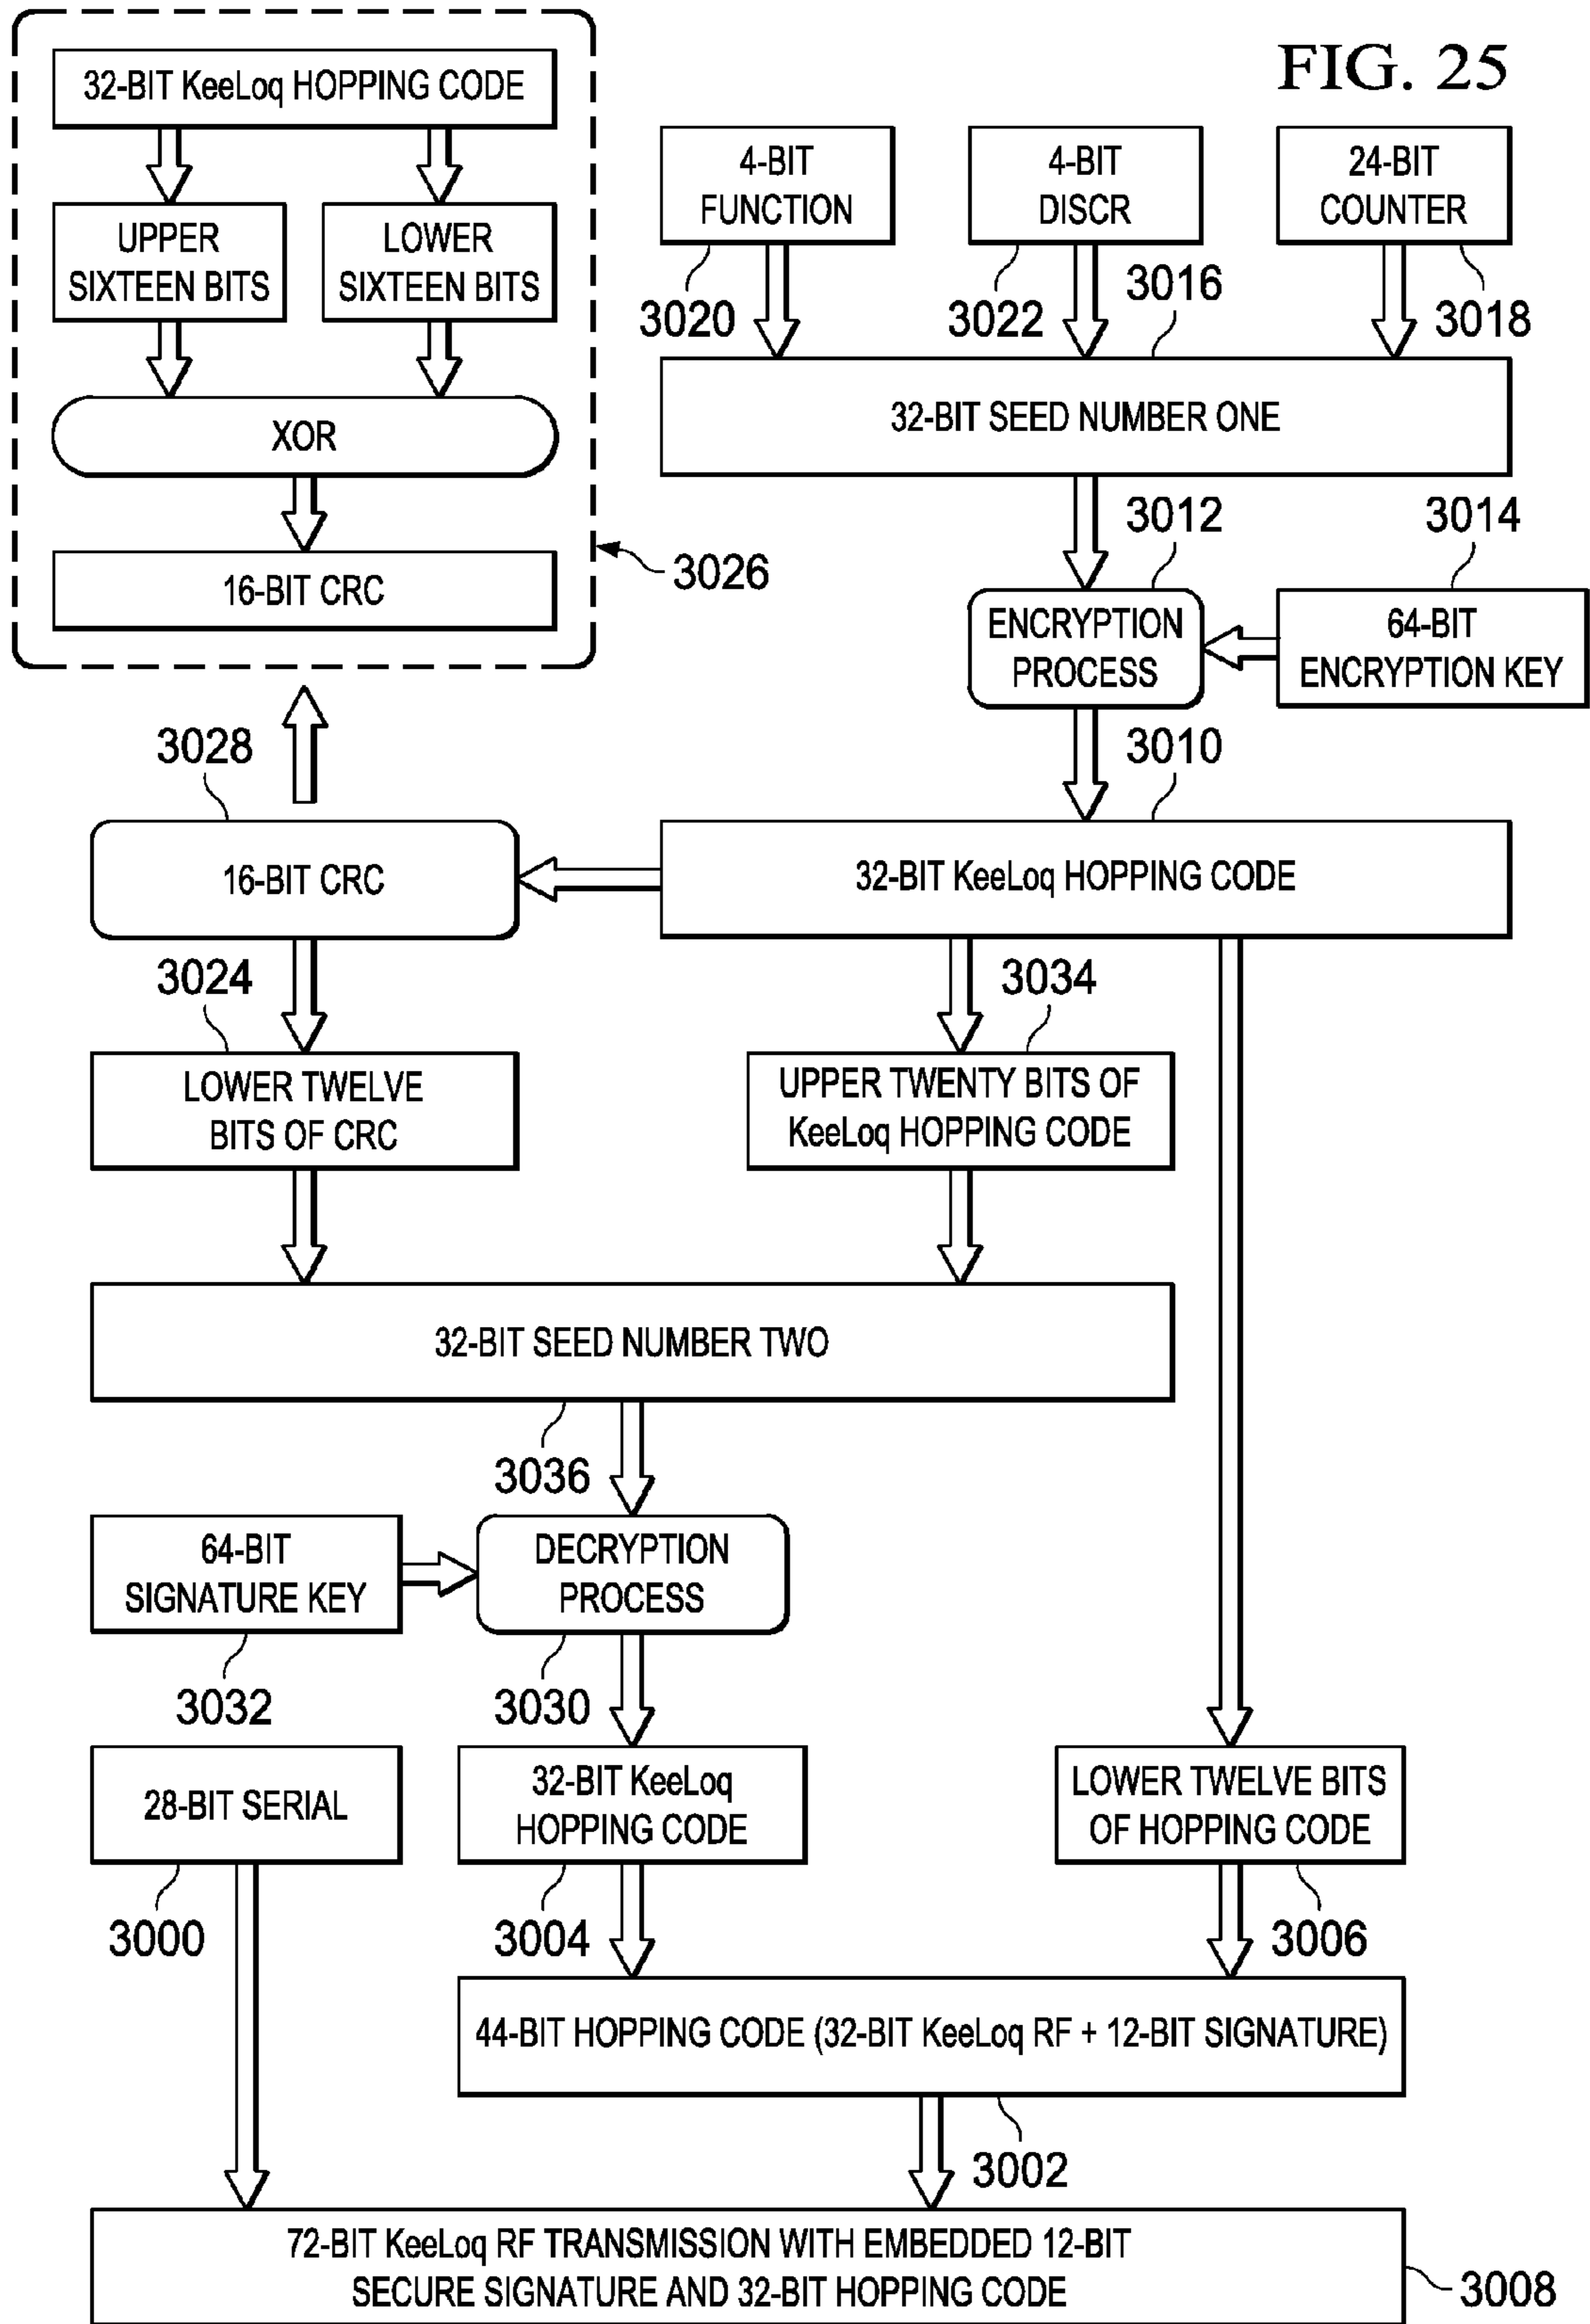 FIG. 25
32-BIT KeeLoq HOPPING CODE
UPPER
SIXTEEN BITS
LOWER
SIXTEEN BITS
XOR
16-BIT CRC
3026
4-BIT
FUNCTION
3020
4-BIT
DISCR
3022
24-BIT
COUNTER
3018
3016
32-BIT SEED NUMBER ONE
3012
ENCRYPTION
PROCESS
3014
64-BIT
ENCRYPTION KEY
3010
32-BIT KeeLoq HOPPING CODE
3028
16-BIT CRC
3024
LOWER TWELVE
BITS OF CRC
3034
UPPER TWENTY BITS OF
KeeLoq HOPPING CODE
32-BIT SEED NUMBER TWO
3036
64-BIT
SIGNATURE KEY
3032
DECRYPTION
PROCESS
3030
28-BIT SERIAL
3000
32-BIT KeeLoq
HOPPING CODE
3004
LOWER TWELVE BITS
OF HOPPING CODE
3006
44-BIT HOPPING CODE (32-BIT KeeLoq RF + 12-BIT SIGNATURE)
3002
72-BIT KeeLoq RF TRANSMISSION WITH EMBEDDED 12-BIT
SECURE SIGNATURE AND 32-BIT HOPPING CODE
3008